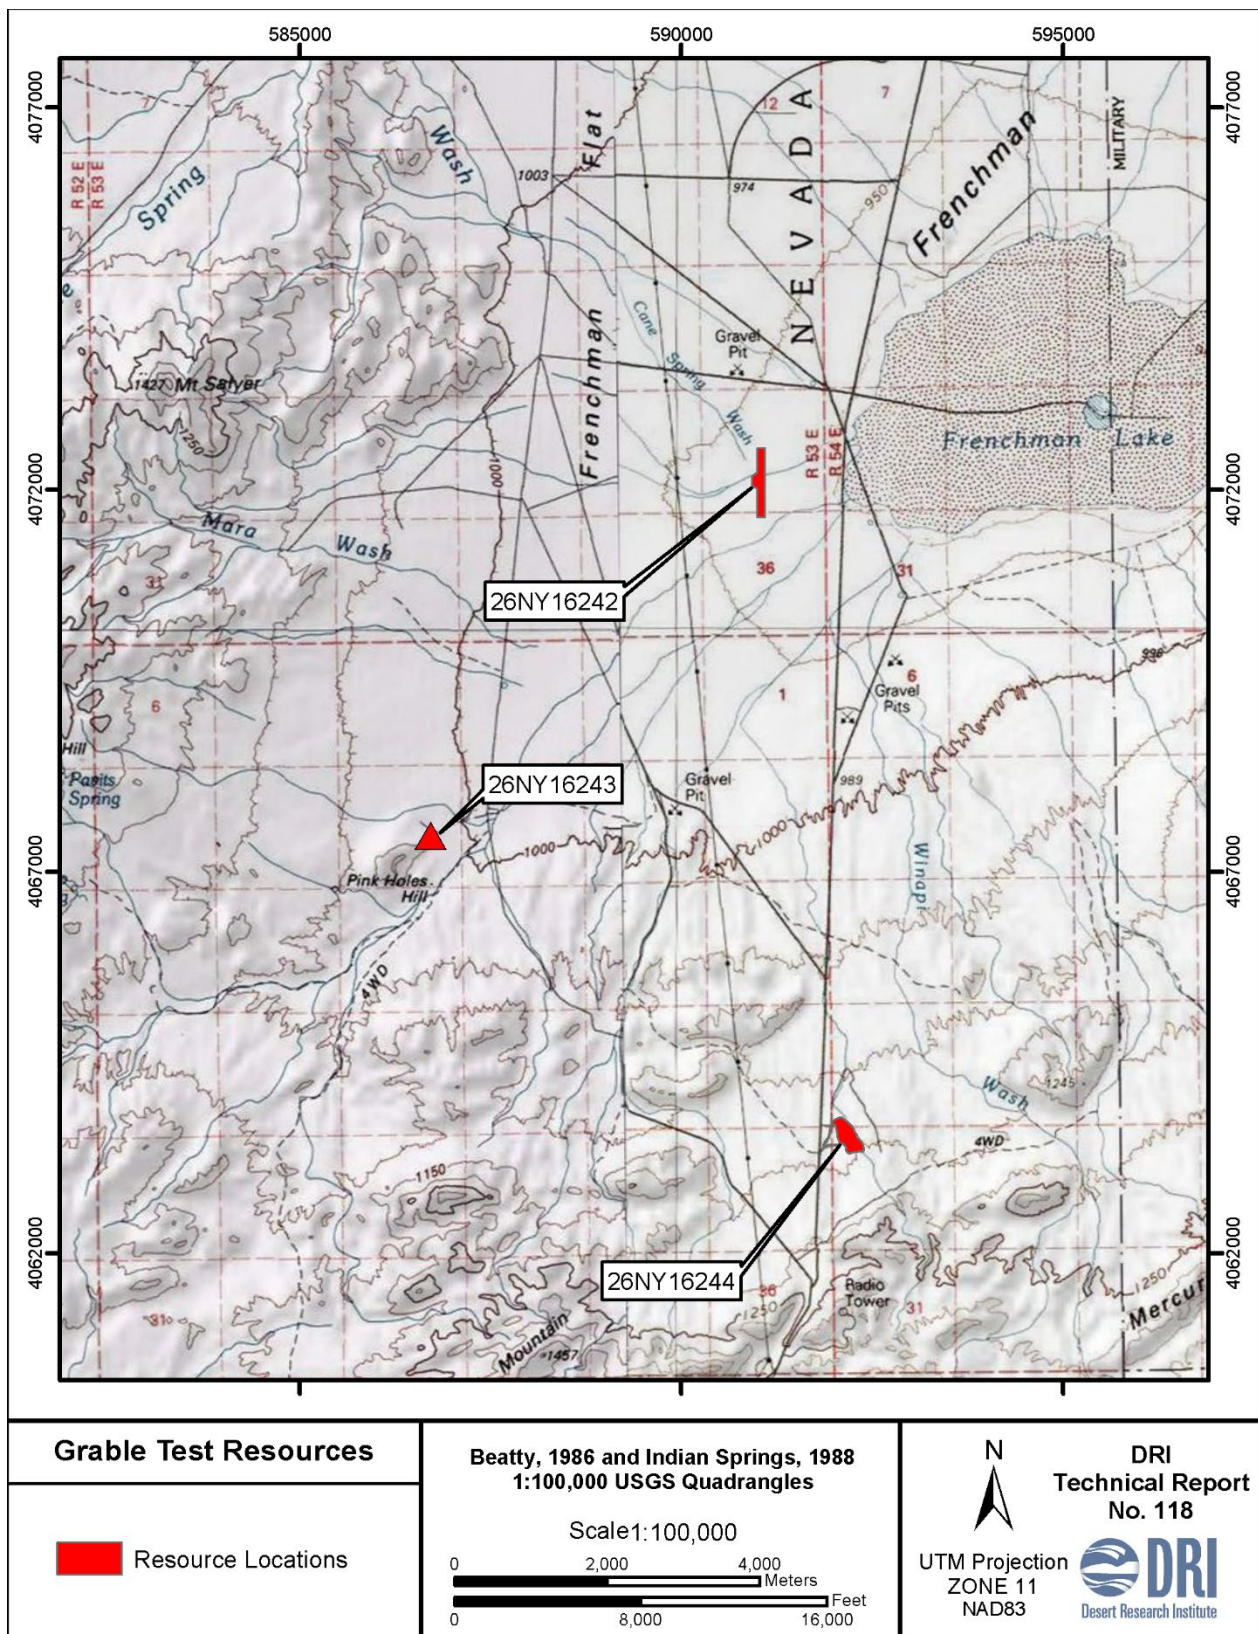 585000
590000
595000
4077000
4077000
7
12
7
R 52 E
R 53 E
Spring
Wash
Flat
1003
974
NEVADA
950
Frenchman
MILITARY
Cane
Spring
Wash
Gravel
Pit
1427 Mt Salyer
1250
1000
Frenchman
R 53 E
R 54 E
Frenchman Lake
4072000
4072000
Mara
Wash
31
36
31
26NY16242
996
6
1
6
Gravel
Pits
Hill
Pavits
Spring
26NY16243
Gravel
Pit
989
1000
1000
Pink Holes
Hill
4067000
4067000
Winapi
4WD
Wash
1245
4WD
1150
4062000
4062000
26NY16244
36
1250
Radio
Tower
31
1250
Mercur
31
Mountain
1457
Grable Test Resources
Resource Locations
Beatty, 1986 and Indian Springs, 1988
1:100,000 USGS Quadrangles
Scale1:100,000
0 2,000 4,000
Meters
Feet
0 8,000 16,000
N
UTM Projection
ZONE 11
NAD83
DRI
Technical Report
No. 118
DRI
Desert Research Institute